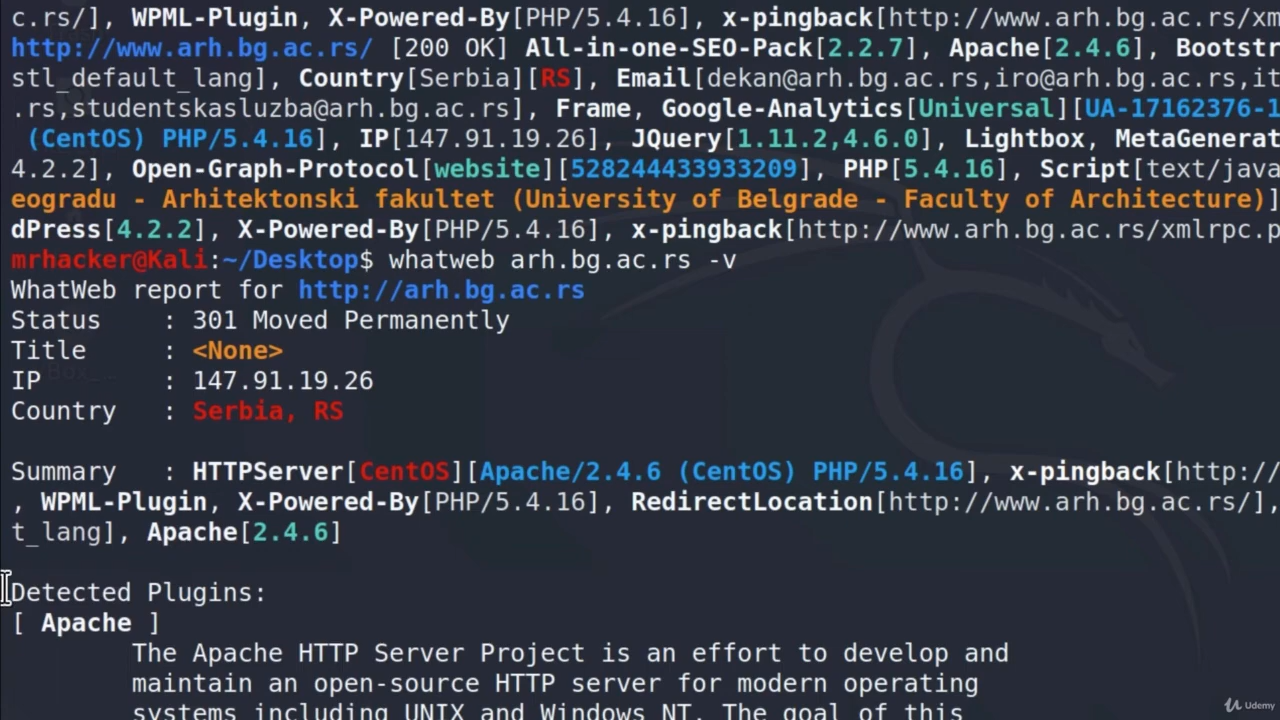 c.rs/], WPML-Plugin, X-Powered-By[PHP/5.4.16], x-pingback[http://www.arh.bg.ac.rs/xm
http://www.arh.bg.ac.rs/ [200 OK] All-in-one-SEO-Pack[2.2.7], Apache[2.4.6], Bootstr
stl_default_lang], Country[Serbia][RS], Email[dekan@arh.bg.ac.rs,iro@arh.bg.ac.rs,it
.rs,studentskasluzba@arh.bg.ac.rs], Frame, Google-Analytics[Universal][UA-17162376-1
(CentOS) PHP/5.4.16], IP[147.91.19.26], JQuery[1.11.2,4.6.0], Lightbox, MetaGenerat
4.2.2], Open-Graph-Protocol[website][528244433933209], PHP[5.4.16], Script[text/java
eogradu - Arhitektonski fakultet (University of Belgrade - Faculty of Architecture)]
dPress[4.2.2], X-Powered-By[PHP/5.4.16], x-pingback[http://www.arh.bg.ac.rs/xmlrpc.p
mrhacker@Kali:~/Desktop$ whatweb arh.bg.ac.rs -v
WhatWeb report for http://arh.bg.ac.rs
Status : 301 Moved Permanently
Title : <None>
IP : 147.91.19.26
Country : Serbia, RS
Summary : HTTPServer[CentOS][Apache/2.4.6 (CentOS) PHP/5.4.16], x-pingback[http://
, WPML-Plugin, X-Powered-By[PHP/5.4.16], RedirectLocation[http://www.arh.bg.ac.rs/],
t_lang], Apache[2.4.6]
Detected Plugins:
[ Apache ]
The Apache HTTP Server Project is an effort to develop and
maintain an open-source HTTP server for modern operating
systems including UNIX and Windows NT. The goal of this
Udemy